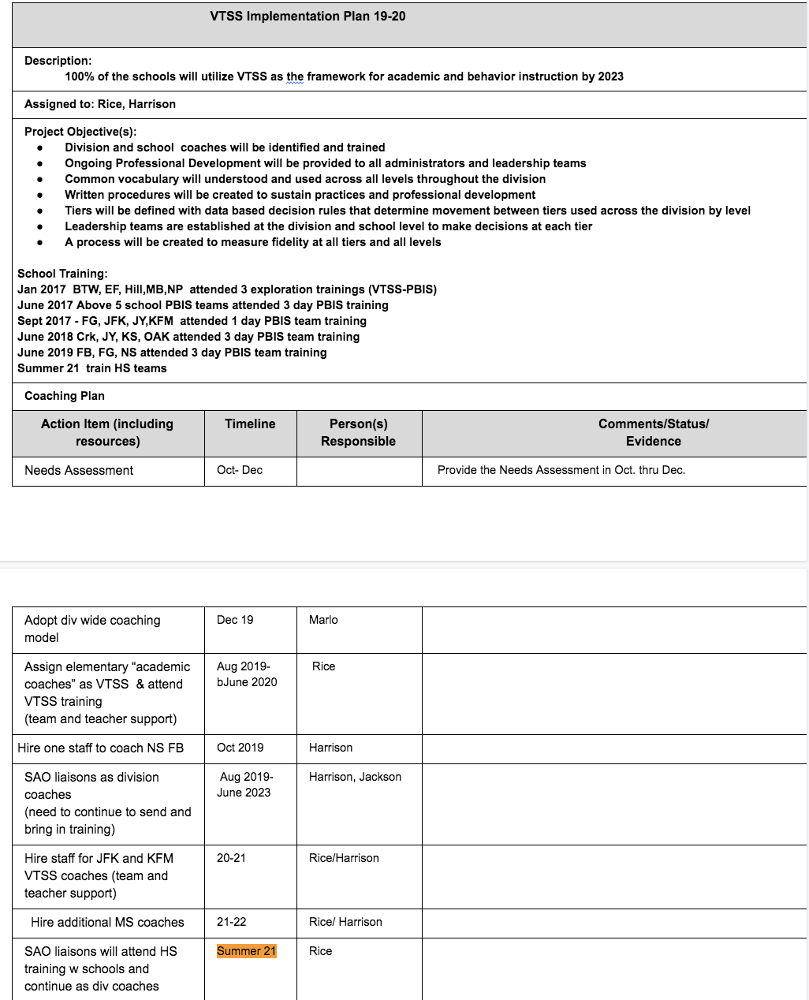 VTSS Implementation Plan 19-20
Description:
100% of the schools will utilize VTSS as the framework for academic and behavior instruction by 2023
Assigned to: Rice, Harrison
Project Objective(s):
● Division and school coaches will be identified and trained
● Ongoing Professional Development will be provided to all administrators and leadership teams
● Common vocabulary will understood and used across all levels throughout the division
● Written procedures will be created to sustain practices and professional development
● Tiers will be defined with data based decision rules that determine movement between tiers used across the division by level
● Leadership teams are established at the division and school level to make decisions at each tier
● A process will be created to measure fidelity at all tiers and all levels
School Training:
Jan 2017 BTW, EF, Hill,MB,NP attended 3 exploration trainings (VTSS-PBIS)
June 2017 Above 5 school PBIS teams attended 3 day PBIS training
Sept 2017 - FG, JFK, JY,KFM attended 1 day PBIS team training
June 2018 Crk, JY, KS, OAK attended 3 day PBIS team training
June 2019 FB, FG, NS attended 3 day PBIS team training
Summer 21 train HS teams
Coaching Plan
Action Item (including
resources)
Timeline
Person(s)
Responsible
Comments/Status/
Evidence
Needs Assessment
Oct- Dec
Provide the Needs Assessment in Oct. thru Dec.
Adopt div wide coaching
model
Dec 19
Marlo
Assign elementary “academic
coaches” as VTSS & attend
VTSS training
(team and teacher support)
Aug 2019-
bJune 2020
Rice
Hire one staff to coach NS FB
Oct 2019
Harrison
SAO liaisons as division
coaches
(need to continue to send and
bring in training)
Aug 2019-
June 2023
Harrison, Jackson
Hire staff for JFK and KFM
VTSS coaches (team and
teacher support)
20-21
Rice/Harrison
Hire additional MS coaches
21-22
Rice/ Harrison
SAO liaisons will attend HS
training w schools and
continue as div coaches
Summer 21
Rice